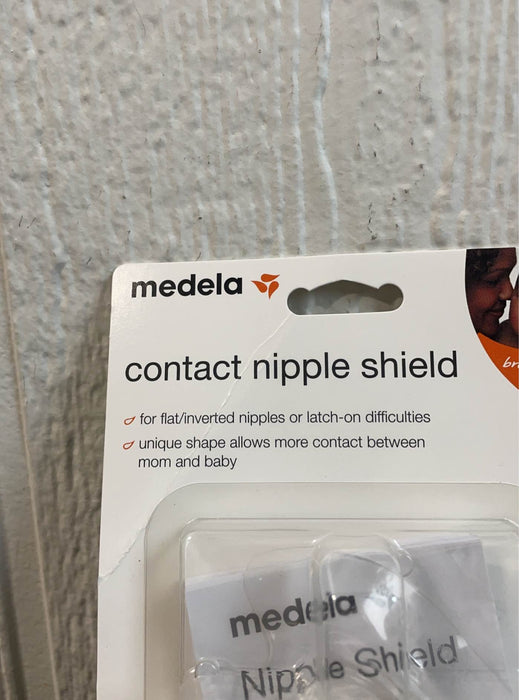 medela
contact nipple shield
for flat/inverted nipples or latch-on difficulties
unique shape allows more contact between
mom and baby
medela
Nipple Shield